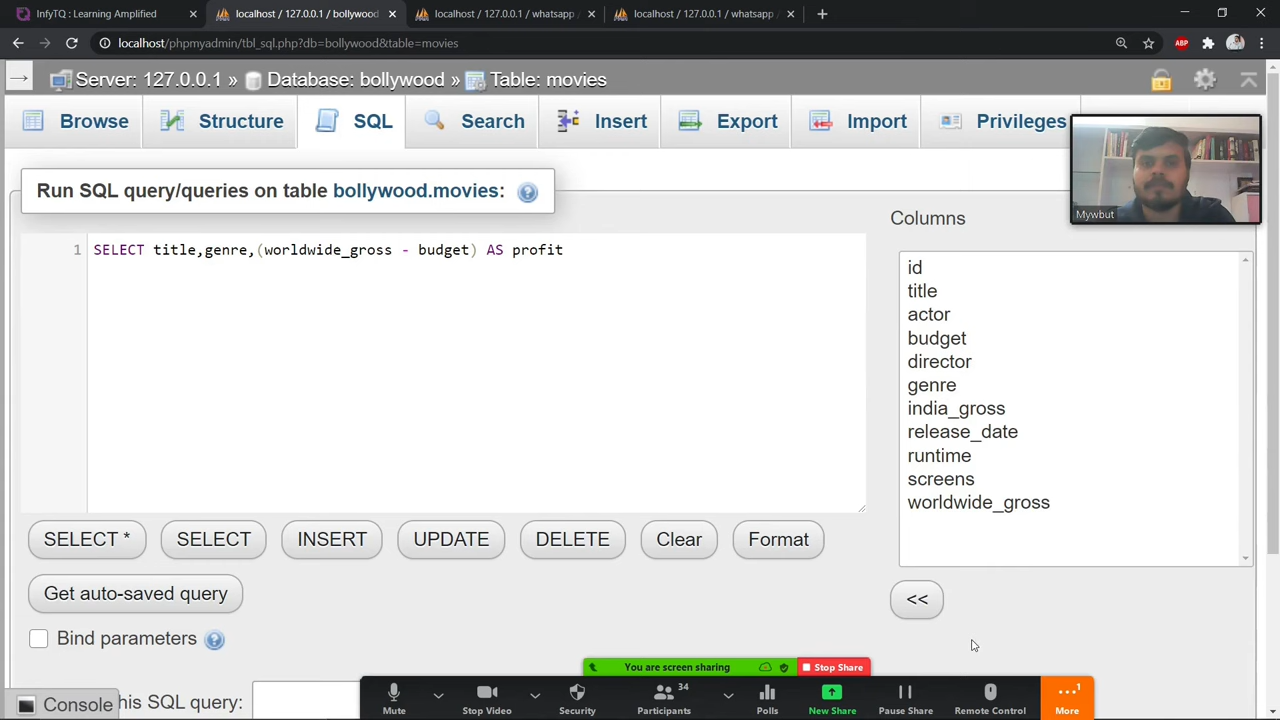 InfyTQ : Learning Amplified
localhost / 127.0.0.1 / bollywood
localhost / 127.0.0.1 / whatsapp
localhost / 127.0.0.1 / whatsapp
localhost/phpmyadmin/tbl_sql.php?db=bollywood&table=movies
ABP
Server: 127.0.0.1 » Database: bollywood » Table: movies
Browse Structure SQL Search Insert Export Import Privileges
Mywbut
Run SQL query/queries on table bollywood.movies:
Columns
1 SELECT title,genre,(worldwide_gross - budget) AS profit
id
title
actor
budget
director
genre
india_gross
release_date
runtime
screens
worldwide_gross
SELECT * SELECT INSERT UPDATE DELETE Clear Format
Get auto-saved query
<<
Bind parameters
You are screen sharing Stop Share
Console his SQL query:
34
1
Mute Stop Video Security Participants Polls New Share Pause Share Remote Control More